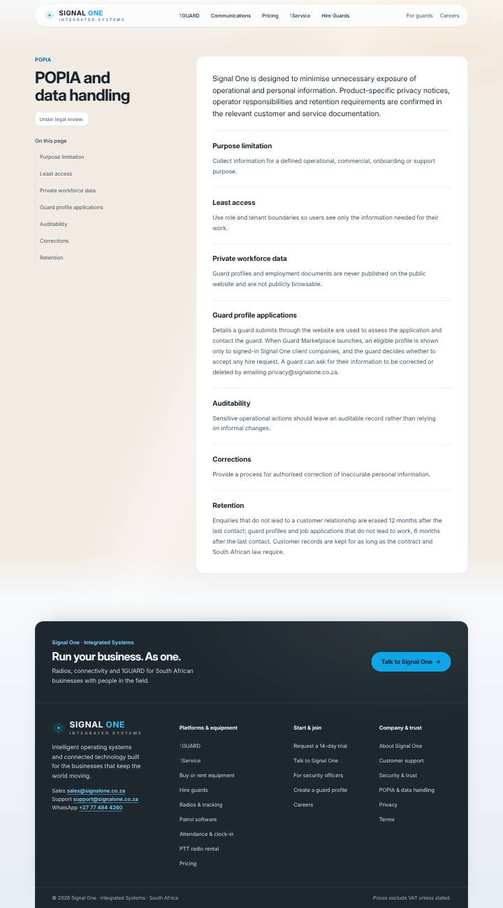 SIGNAL ONE
INTEGRATED SYSTEMS
1GUARD
Communications
Pricing
1Service
Hire Guards
For guards
Careers
POPIA
POPIA and
data handling
Under legal review.
On this page
Purpose limitation
Least access
Private workforce data
Guard profile applications
Auditability
Corrections
Retention
Signal One is designed to minimise unnecessary exposure of
operational and personal information. Product-specific privacy notices,
operator responsibilities and retention requirements are confirmed in
the relevant customer and service documentation.
Purpose limitation
Collect information for a defined operational, commercial, onboarding or support
purpose.
Least access
Use role and tenant boundaries so users see only the information needed for their
work.
Private workforce data
Guard profiles and employment documents are never published on the public
website and are not publicly browsable.
Guard profile applications
Details a guard submits through the website are used to assess the application and
contact the guard. When Guard Marketplace launches, an eligible profile is shown
only to signed-in Signal One client companies, and the guard decides whether to
accept any hire request. A guard can ask for their information to be corrected or
deleted by emailing privacy@signalone.co.za.
Auditability
Sensitive operational actions should leave an auditable record rather than relying
on informal changes.
Corrections
Provide a process for authorised correction of inaccurate personal information.
Retention
Enquiries that do not lead to a customer relationship are erased 12 months after the
last contact; guard profiles and job applications that do not lead to work, 6 months
after the last contact. Customer records are kept for as long as the contract and
South African law require.
Signal One · Integrated Systems
Run your business. As one.
Radios, connectivity and 1GUARD for South African
businesses with people in the field.
Talk to Signal One →
SIGNAL ONE
INTEGRATED SYSTEMS
Intelligent operating systems
and connected technology built
for the businesses that keep the
world moving.
Sales sales@signalone.co.za
Support support@signalone.co.za
WhatsApp +27 77 464 4260
Platforms & equipment
1GUARD
1Service
Buy or rent equipment
Hire guards
Radios & tracking
Patrol software
Attendance & clock-in
PTT radio rental
Pricing
Start & join
Request a 14-day trial
Talk to Signal One
For security officers
Create a guard profile
Careers
Company & trust
About Signal One
Customer support
Security & trust
POPIA & data handling
Privacy
Terms
© 2026 Signal One · Integrated Systems · South Africa
Prices exclude VAT unless stated.